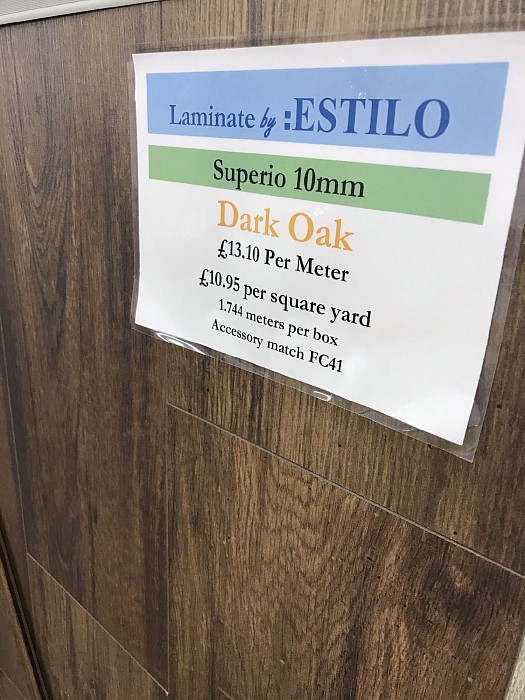 Laminate by :ESTILO
Superio 10mm
Dark Oak
£13.10 Per Meter
£10.95 per square yard
1.744 meters per box
Accessory match FC41